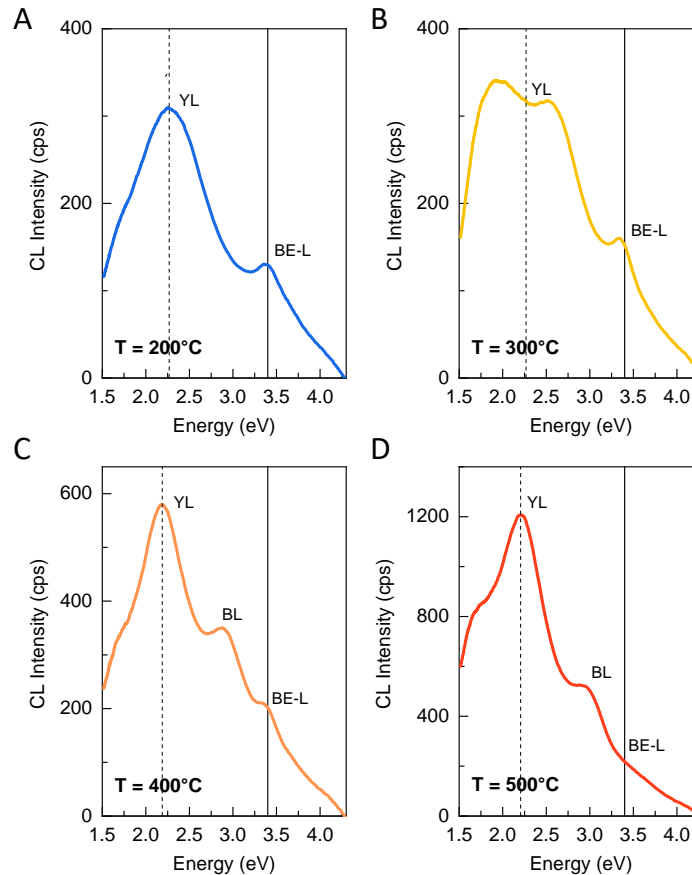 A
400
200
0
CL Intensity (cps)
YL
BE-L
T = 200°C
1.5 2.0 2.5 3.0 3.5 4.0
Energy (eV)
B
400
200
0
CL Intensity (cps)
YL
BE-L
T = 300°C
1.5 2.0 2.5 3.0 3.5 4.0
Energy (eV)
C
600
400
200
0
CL Intensity (cps)
YL
BL
BE-L
T = 400°C
1.5 2.0 2.5 3.0 3.5 4.0
Energy (eV)
D
1200
800
400
0
CL Intensity (cps)
YL
BL
BE-L
T = 500°C
1.5 2.0 2.5 3.0 3.5 4.0
Energy (eV)